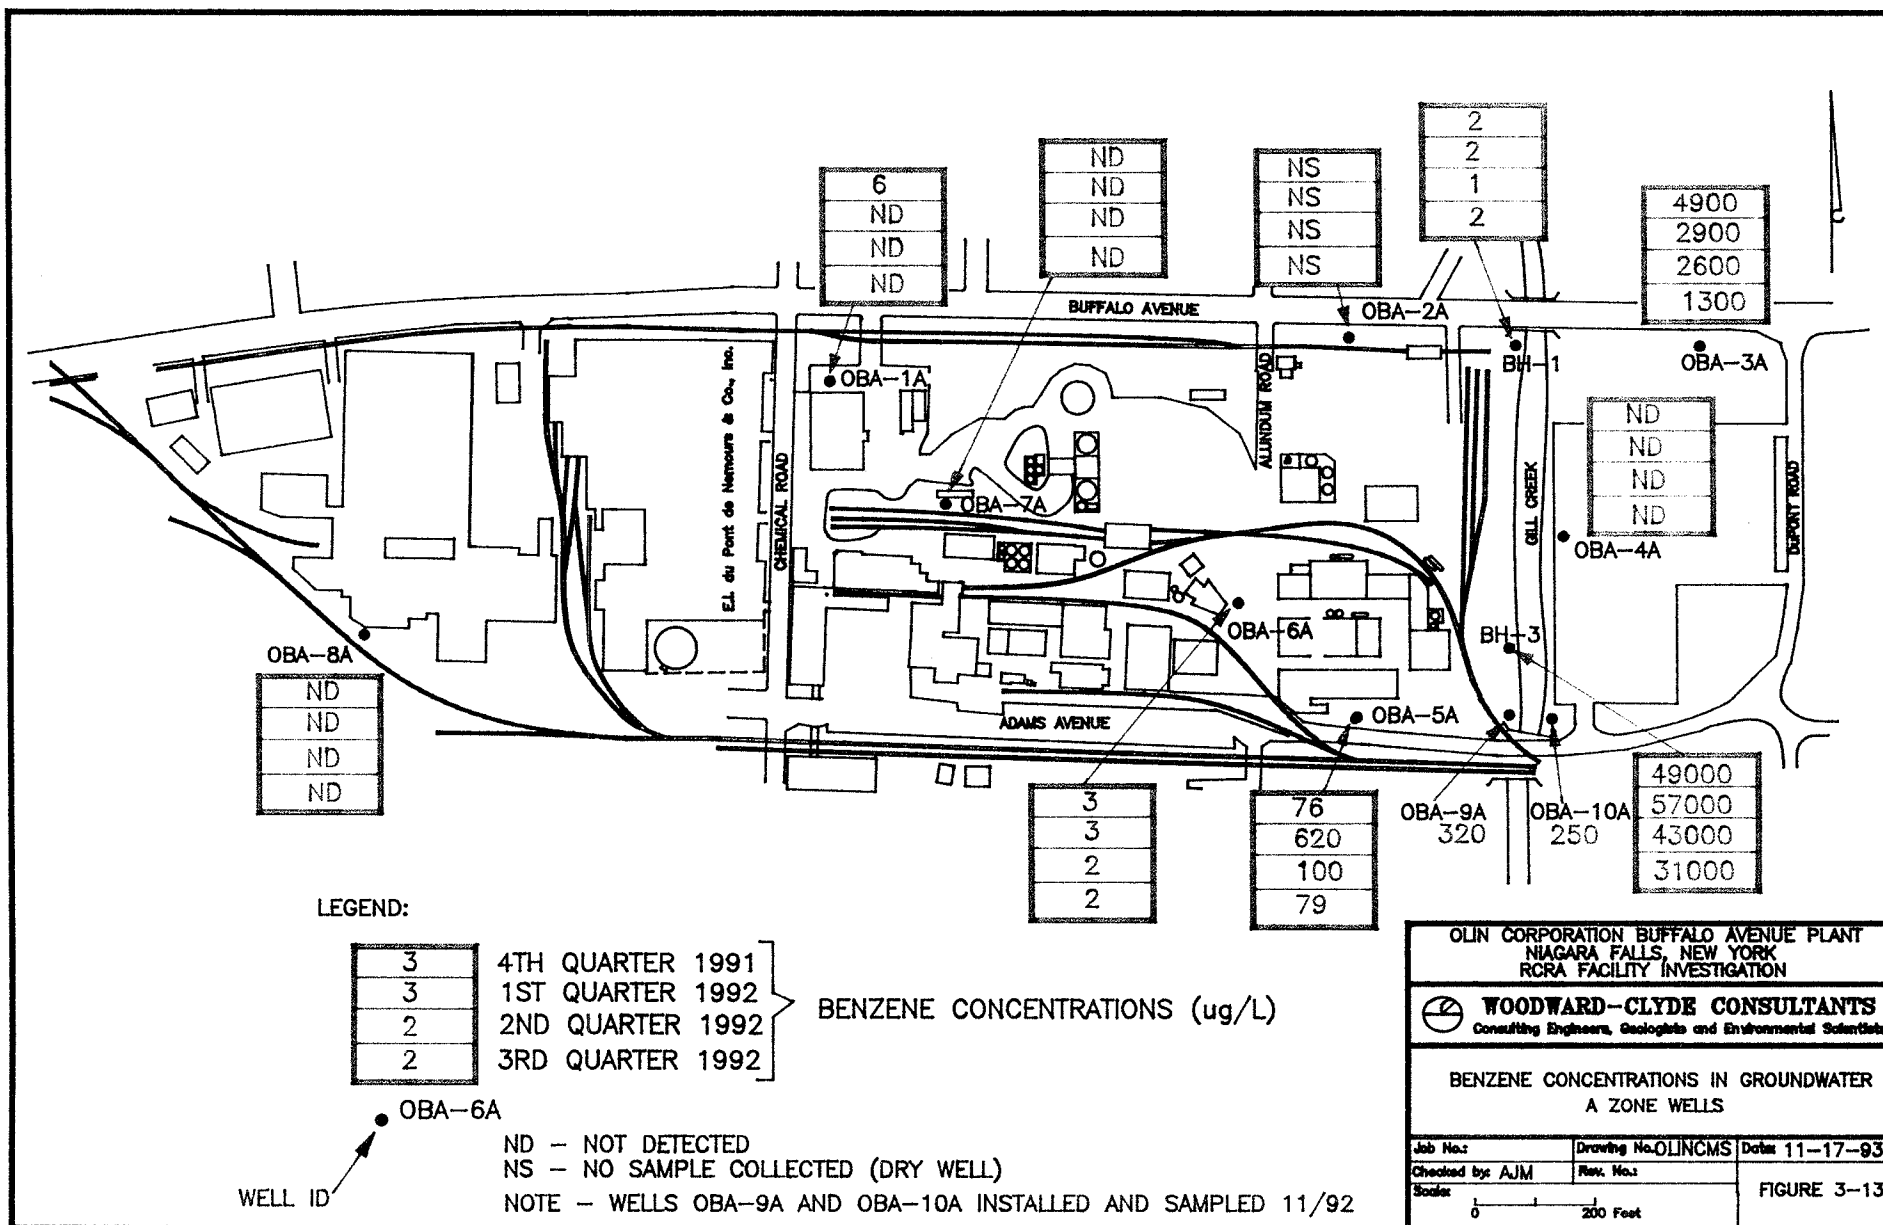 2
2
1
2
ND
ND
ND
ND
NS
NS
NS
NS
6
ND
ND
ND
4900
2900
2600
1300
BUFFALO AVENUE
OBA-2A
BH-1
OBA-3A
OBA-1A
E.I. du Pont de Nemours & Co., Inc.
CHEMICAL ROAD
ALUNDUM ROAD
GILL CREEK
DuPONT ROAD
ND
ND
ND
ND
OBA-7A
OBA-4A
OBA-6A
BH-3
OBA-8A
ND
ND
ND
ND
ADAMS AVENUE
OBA-5A
3
3
2
2
76
620
100
79
OBA-9A
320
OBA-10A
250
49000
57000
43000
31000
LEGEND:
3 4TH QUARTER 1991
3 1ST QUARTER 1992
2 2ND QUARTER 1992
2 3RD QUARTER 1992
BENZENE CONCENTRATIONS (ug/L)
OBA-6A
WELL ID
ND - NOT DETECTED
NS - NO SAMPLE COLLECTED (DRY WELL)
NOTE - WELLS OBA-9A AND OBA-10A INSTALLED AND SAMPLED 11/92
OLIN CORPORATION BUFFALO AVENUE PLANT
NIAGARA FALLS, NEW YORK
RCRA FACILITY INVESTIGATION
WOODWARD-CLYDE CONSULTANTS
Consulting Engineers, Geologists and Environmental Scientists
BENZENE CONCENTRATIONS IN GROUNDWATER
A ZONE WELLS
Job No.: Drawing No.OLINCMS Date: 11-17-93
Checked by: AJM Rev. No.:
Scale: 0 200 Feet
FIGURE 3-13